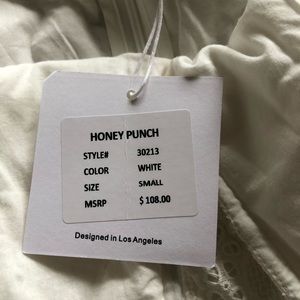 HONEY PUNCH
STYLE# 30213
COLOR WHITE
SIZE SMALL
MSRP $ 108.00
Designed in Los Angeles